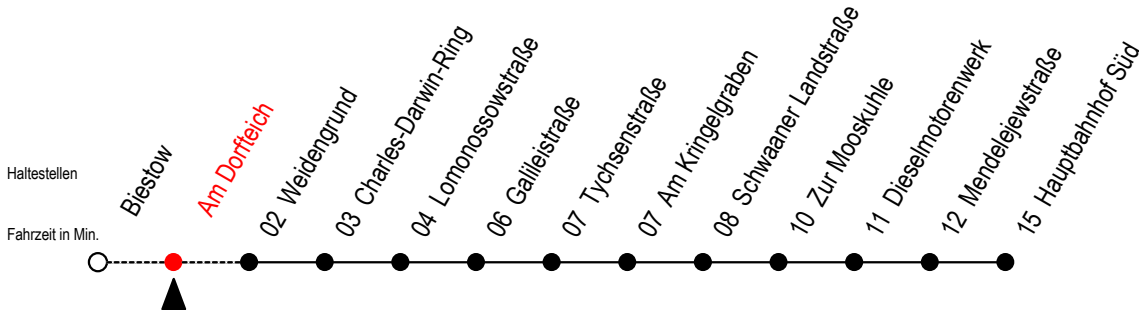 Haltestellen
Fahrzeit in Min.
Biestow
Am Dorfteich
02 Weidengrund
03 Charles-Darwin-Ring
04 Lomonossowstraße
06 Galileistraße
07 Tychsenstraße
07 Am Kringelgraben
08 Schwaaner Landstraße
10 Zur Mooskuhle
11 Dieselmotorenwerk
12 Mendelejewstraße
15 Hauptbahnhof Süd